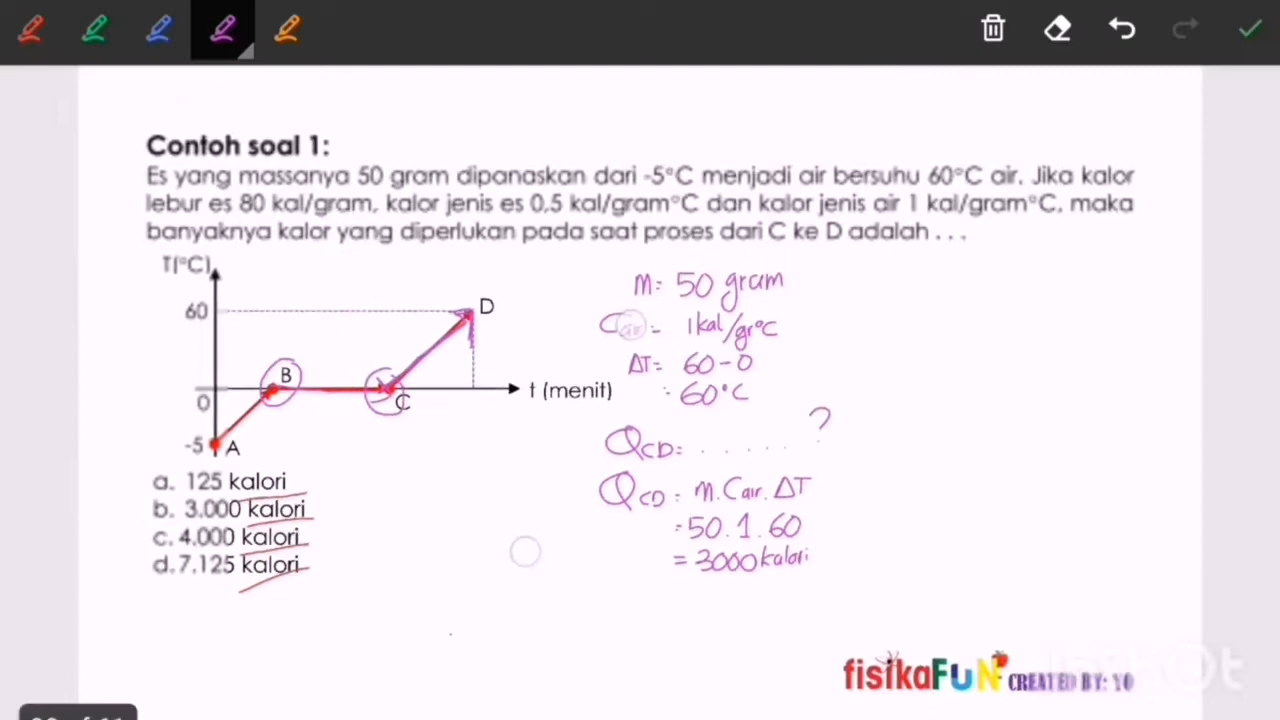 Contoh soal 1:
Es yang massanya 50 gram dipanaskan dari -5°C menjadi air bersuhu 60°C air. Jika kalor
lebur es 80 kal/gram, kalor jenis es 0,5 kal/gram°C dan kalor jenis air 1 kal/gram°C, maka
banyaknya kalor yang diperlukan pada saat proses dari C ke D adalah . . .
T(°C)
60
D
B
0
C
t (menit)
-5
A
a. 125 kalori
b. 3.000 kalori
c. 4.000 kalori
d. 7.125 kalori
m = 50 gram
C air = 1 kal/gr°C
ΔT = 60 - 0
: 60°C
QCD = . . . . . . ?
QCD = m. Cair. ΔT
= 50 . 1 . 60
= 3000 kalori
fisikaFUN CREATED BY: YO